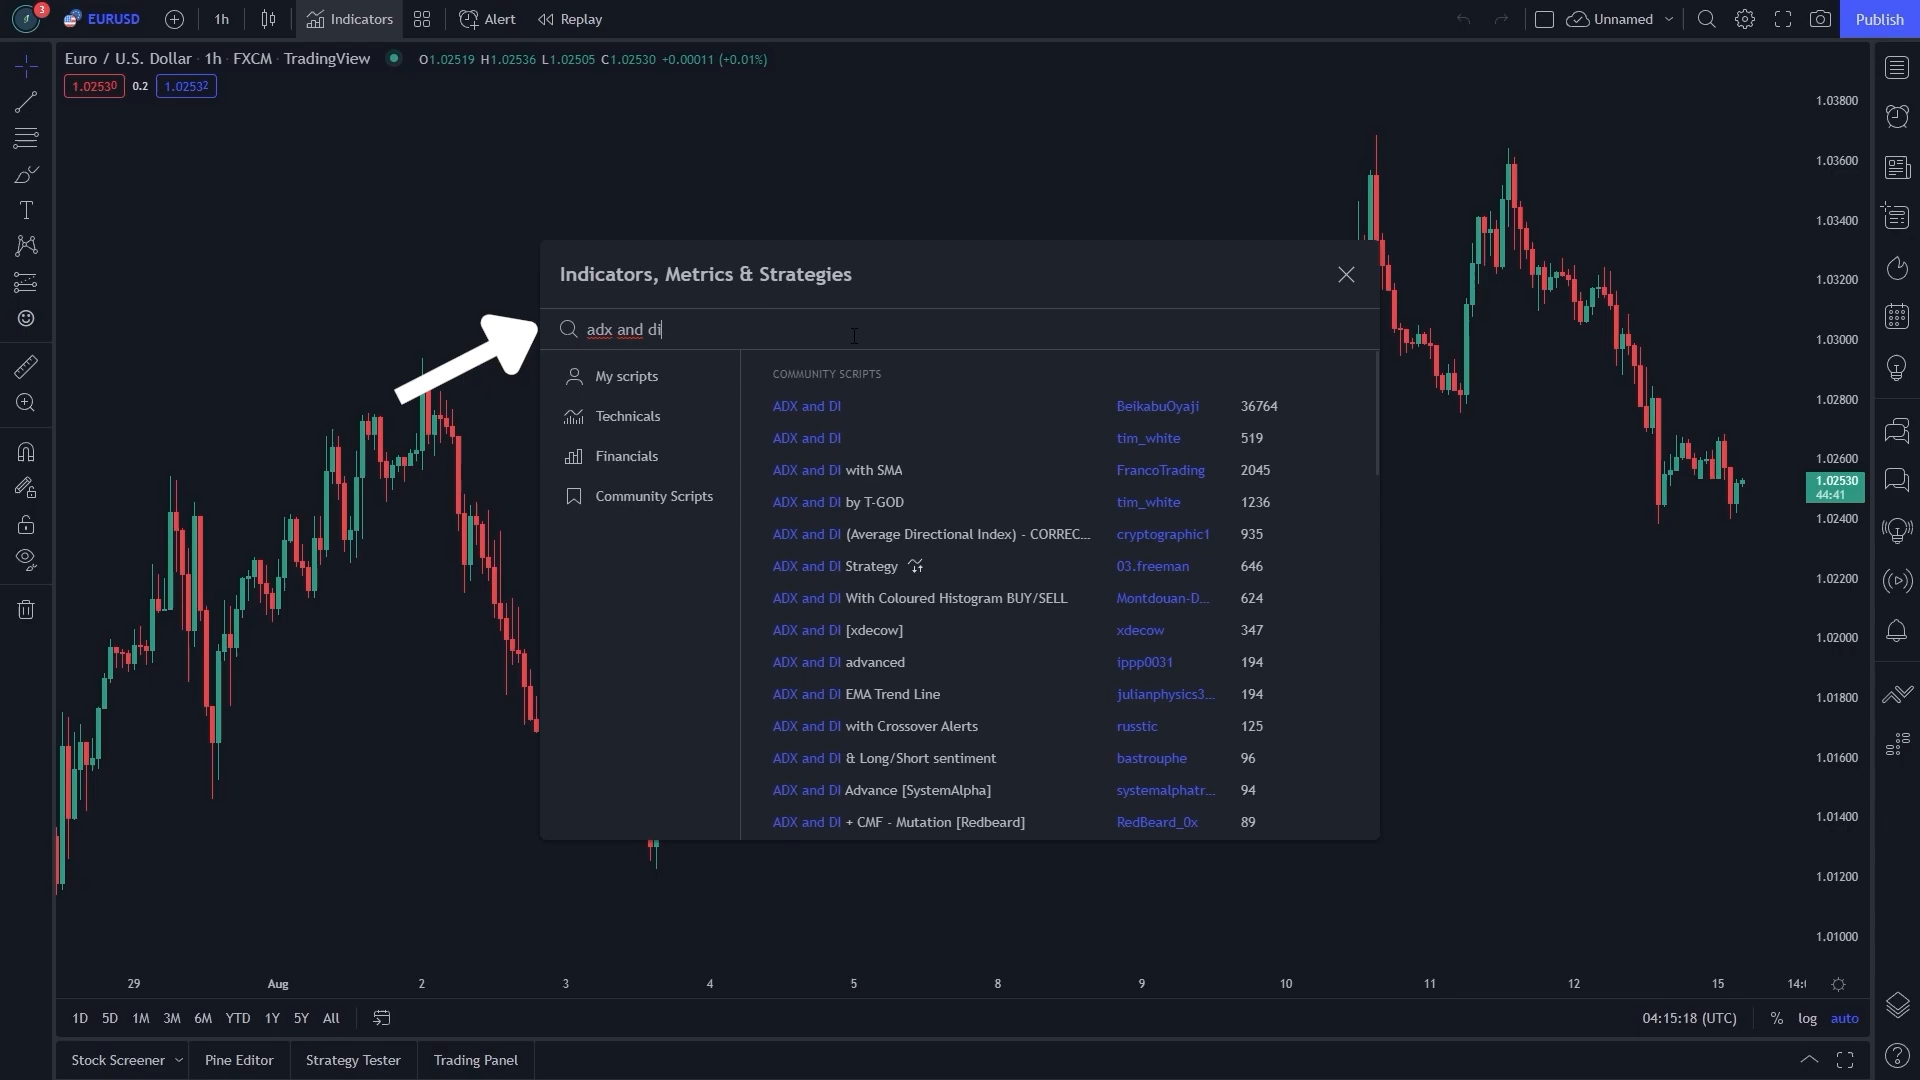 3
EURUSD
1h
Indicators
Alert
Replay
Unnamed
Publish
Euro / U.S. Dollar · 1h · FXCM · TradingView
O1.02519 H1.02536 L1.02505 C1.02530 +0.00011 (+0.01%)
1.02530 0.2 1.02532
1.03800
1.03600
1.03400
1.03200
1.03000
1.02800
1.02600
1.02530
44:41
1.02400
1.02200
1.02000
1.01800
1.01600
1.01400
1.01200
1.01000
Indicators, Metrics & Strategies
adx and di
My scripts
Technicals
Financials
Community Scripts
COMMUNITY SCRIPTS
ADX and DI BeikabuOyaji 36764
ADX and DI tim_white 519
ADX and DI with SMA FrancoTrading 2045
ADX and DI by T-GOD tim_white 1236
ADX and DI (Average Directional Index) - CORREC... cryptographic1 935
ADX and DI Strategy 03.freeman 646
ADX and DI With Coloured Histogram BUY/SELL Montdouan-D... 624
ADX and DI [xdecow] xdecow 347
ADX and DI advanced ippp0031 194
ADX and DI EMA Trend Line julianphysics3... 194
ADX and DI with Crossover Alerts russtic 125
ADX and DI & Long/Short sentiment bastrouphe 96
ADX and DI Advance [SystemAlpha] systemalphatr... 94
ADX and DI + CMF - Mutation [Redbeard] RedBeard_0x 89
29 Aug 2 3 4 5 8 9 10 11 12 15 14:
1D 5D 1M 3M 6M YTD 1Y 5Y All
04:15:18 (UTC) % log auto
Stock Screener Pine Editor Strategy Tester Trading Panel